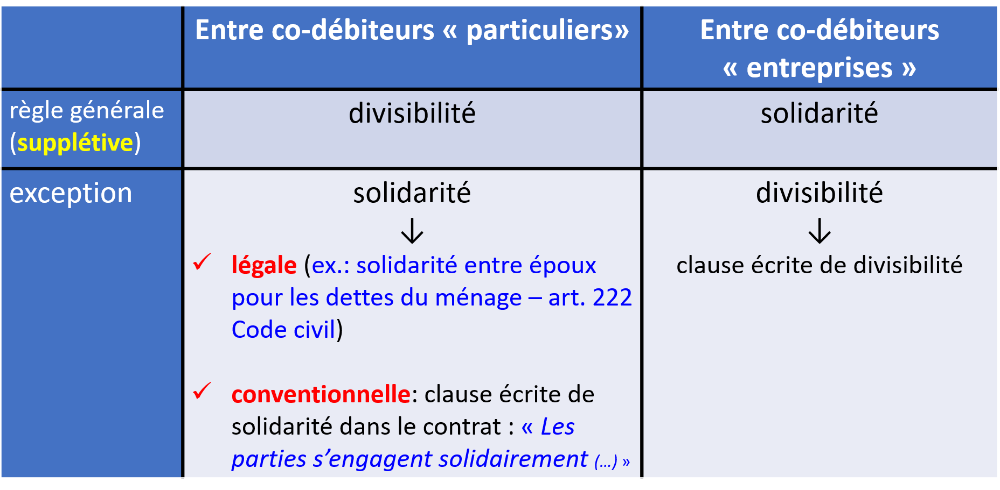 Entre co-débiteurs « particuliers»
Entre co-débiteurs
« entreprises »
règle générale
(supplétive)
divisibilité
solidarité
exception
solidarité
↓
✓ légale (ex.: solidarité entre époux
pour les dettes du ménage – art. 222
Code civil)
✓ conventionnelle: clause écrite de
solidarité dans le contrat : « Les
parties s’engagent solidairement (...) »
divisibilité
↓
clause écrite de divisibilité